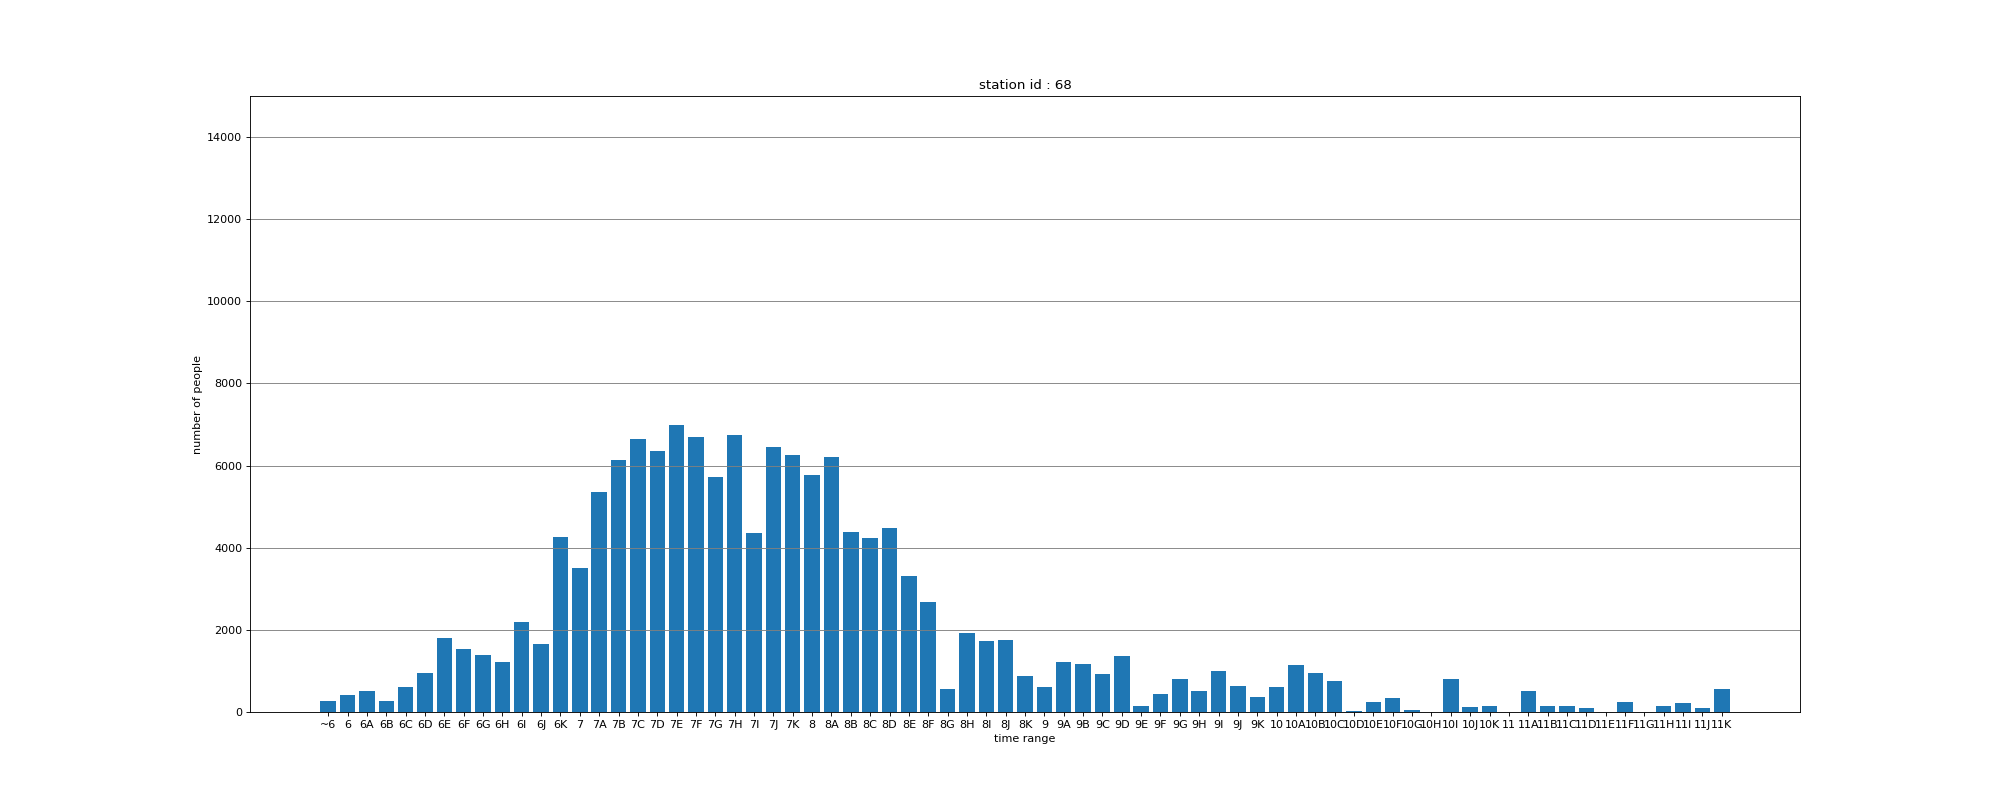 station id : 68
14000
12000
10000
8000
6000
4000
2000
0
number of people
~6 6 6A 6B 6C 6D 6E 6F 6G 6H 6I 6J 6K 7 7A 7B 7C 7D 7E 7F 7G 7H 7I 7J 7K 8 8A 8B 8C 8D 8E 8F 8G 8H 8I 8J 8K 9 9A 9B 9C 9D 9E 9F 9G 9H 9I 9J 9K 10 10A 10B 10C 10D 10E 10F 10G 10H 10I 10J 10K 11 11A 11B 11C 11D 11E 11F 11G 11H 11I 11J 11K
time range